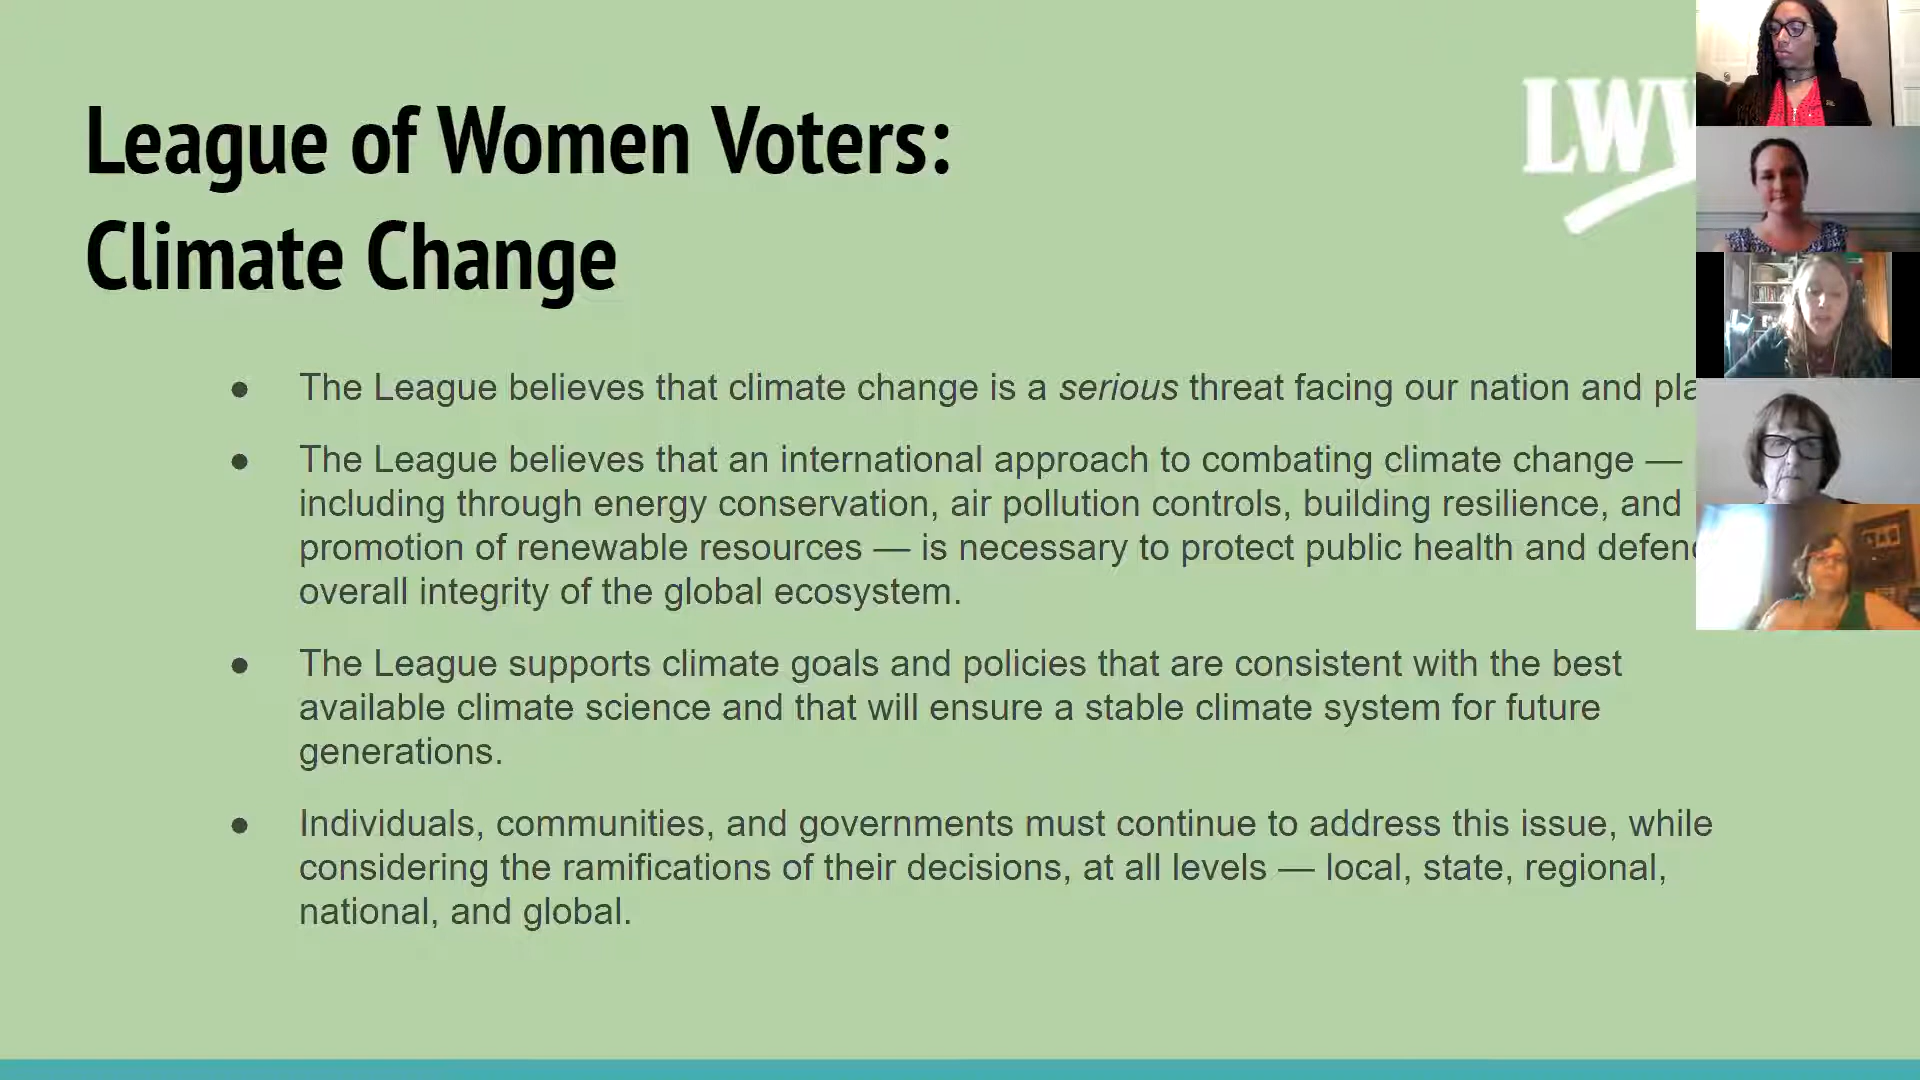 League of Women Voters:
Climate Change
LWV
● The League believes that climate change is a serious threat facing our nation and
● The League believes that an international approach to combating climate change —
including through energy conservation, air pollution controls, building resilience, and
promotion of renewable resources — is necessary to protect public health and
overall integrity of the global ecosystem.
● The League supports climate goals and policies that are consistent with the best
available climate science and that will ensure a stable climate system for future
generations.
● Individuals, communities, and governments must continue to address this issue, while
considering the ramifications of their decisions, at all levels — local, state, regional,
national, and global.